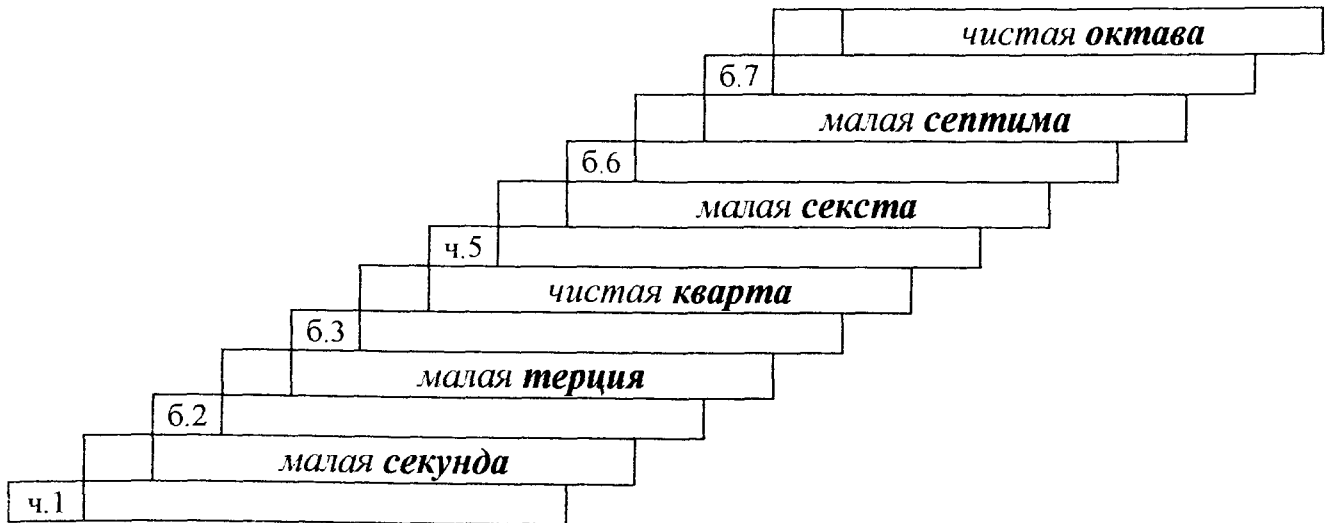 чистая октава
б.7
малая септима
б.6
малая секста
ч.5
чистая кварта
б.3
малая терция
б.2
малая секунда
ч.1